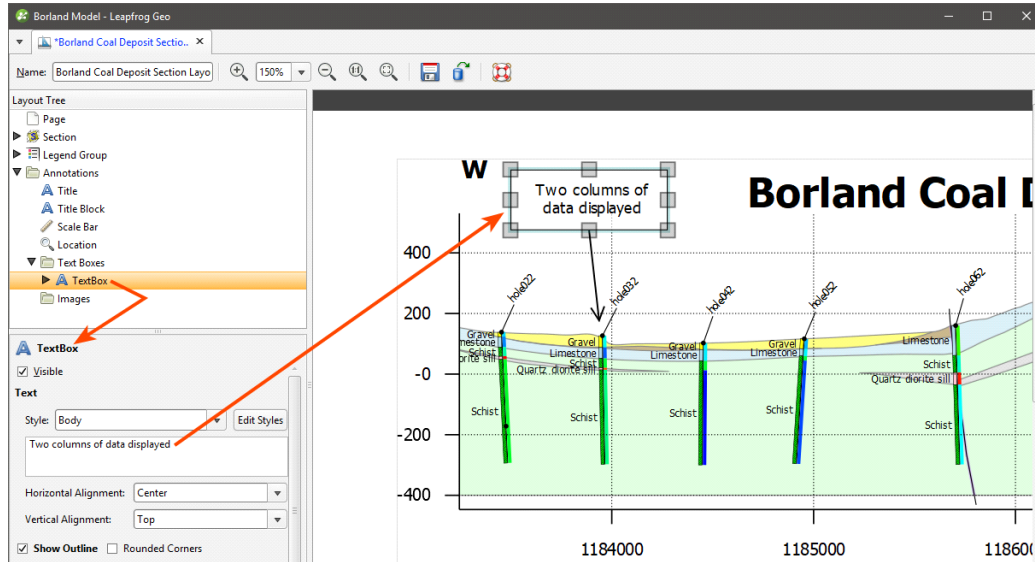 Borland Model - Leapfrog Geo
*Borland Coal Deposit Sectio..
Name: Borland Coal Deposit Section Layo 150%
Layout Tree
Page
Section
Legend Group
Annotations
Title
Title Block
Scale Bar
Location
Text Boxes
TextBox
Images
TextBox
Visible
Text
Style: Body Edit Styles
Two columns of data displayed
Horizontal Alignment: Center
Vertical Alignment: Top
Show Outline Rounded Corners
W
Two columns of
data displayed
Borland Coal D
400
200
-0
-200
-400
hole022
hole032
hole042
hole052
hole062
Gravel
mestone
Schist
orite sill
Schist
Gravel
Limestone
Schist
Quartz diorite sill
Schist
Gravel
Limestone
Schist
Gravel
Limestone
Schist
Limestone
Schist
Quartz diorite sill
Schist
1184000
1185000
11860